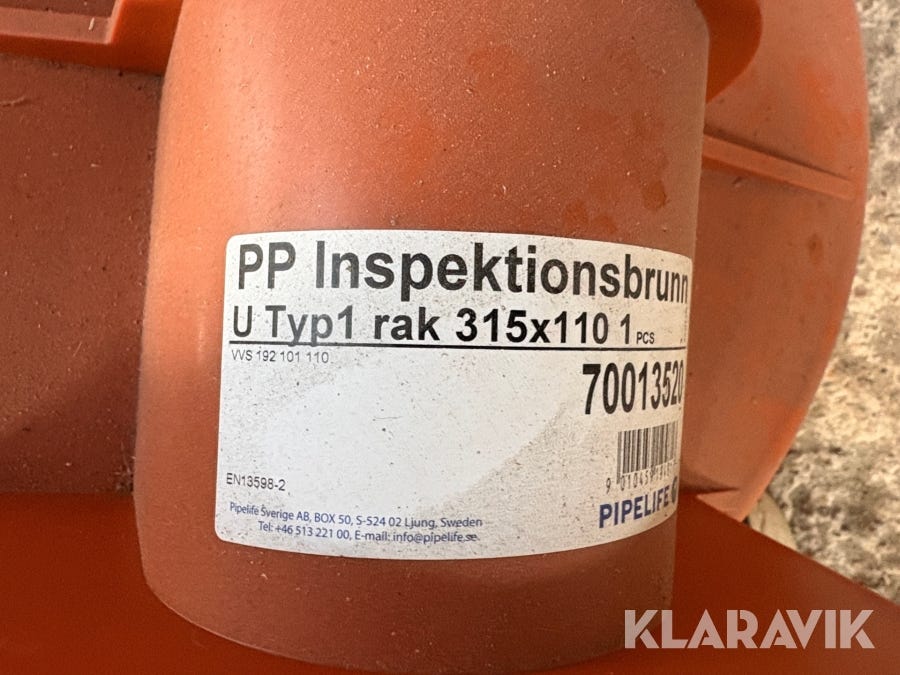 PP Inspektionsbrunn
U Typ1 rak 315x110 1 PCS
VVS 192 101 110
70013520
EN13598-2
PIPELIFE
Pipelife Sverige AB, BOX 50, S-524 02 Ljung, Sweden
Tel: +46 513 221 00, E-mail: info@pipelife.se
KLARAVIK